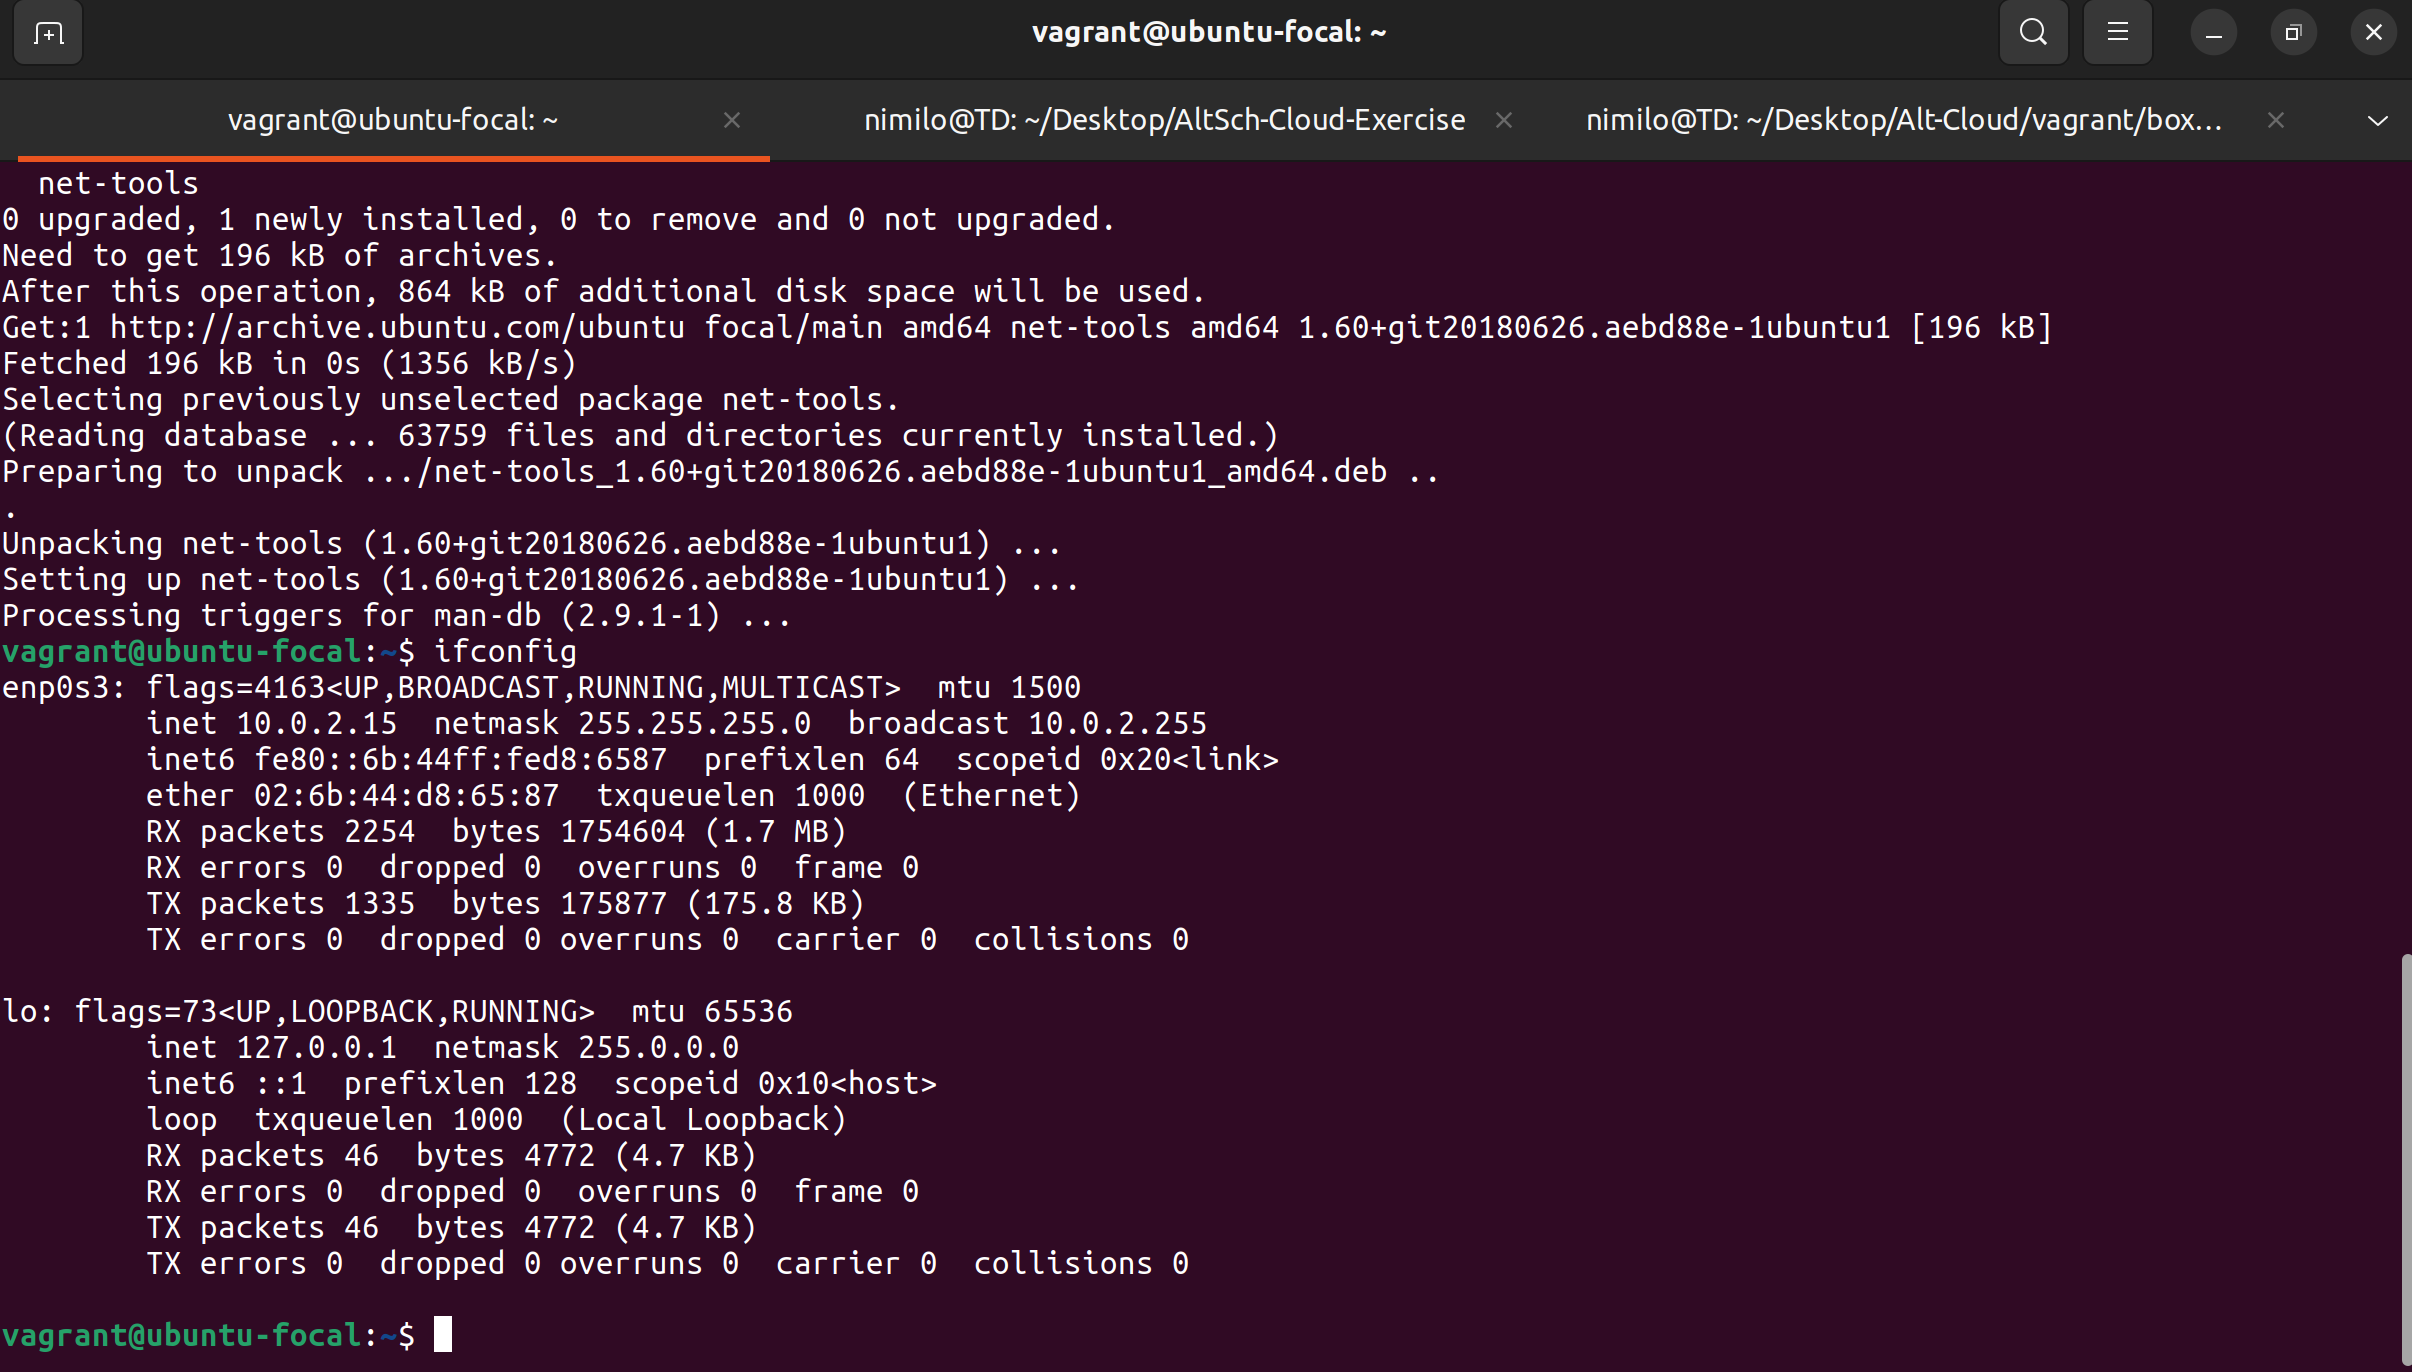 vagrant@ubuntu-focal: ~
vagrant@ubuntu-focal: ~
nimilo@TD: ~/Desktop/AltSch-Cloud-Exercise
nimilo@TD: ~/Desktop/Alt-Cloud/vagrant/box...
  net-tools
0 upgraded, 1 newly installed, 0 to remove and 0 not upgraded.
Need to get 196 kB of archives.
After this operation, 864 kB of additional disk space will be used.
Get:1 http://archive.ubuntu.com/ubuntu focal/main amd64 net-tools amd64 1.60+git20180626.aebd88e-1ubuntu1 [196 kB]
Fetched 196 kB in 0s (1356 kB/s)
Selecting previously unselected package net-tools.
(Reading database ... 63759 files and directories currently installed.)
Preparing to unpack .../net-tools_1.60+git20180626.aebd88e-1ubuntu1_amd64.deb ..
.
Unpacking net-tools (1.60+git20180626.aebd88e-1ubuntu1) ...
Setting up net-tools (1.60+git20180626.aebd88e-1ubuntu1) ...
Processing triggers for man-db (2.9.1-1) ...
vagrant@ubuntu-focal:~$ ifconfig
enp0s3: flags=4163<UP,BROADCAST,RUNNING,MULTICAST>  mtu 1500
        inet 10.0.2.15  netmask 255.255.255.0  broadcast 10.0.2.255
        inet6 fe80::6b:44ff:fed8:6587  prefixlen 64  scopeid 0x20<link>
        ether 02:6b:44:d8:65:87  txqueuelen 1000  (Ethernet)
        RX packets 2254  bytes 1754604 (1.7 MB)
        RX errors 0  dropped 0  overruns 0  frame 0
        TX packets 1335  bytes 175877 (175.8 KB)
        TX errors 0  dropped 0 overruns 0  carrier 0  collisions 0

lo: flags=73<UP,LOOPBACK,RUNNING>  mtu 65536
        inet 127.0.0.1  netmask 255.0.0.0
        inet6 ::1  prefixlen 128  scopeid 0x10<host>
        loop  txqueuelen 1000  (Local Loopback)
        RX packets 46  bytes 4772 (4.7 KB)
        RX errors 0  dropped 0  overruns 0  frame 0
        TX packets 46  bytes 4772 (4.7 KB)
        TX errors 0  dropped 0 overruns 0  carrier 0  collisions 0

vagrant@ubuntu-focal:~$